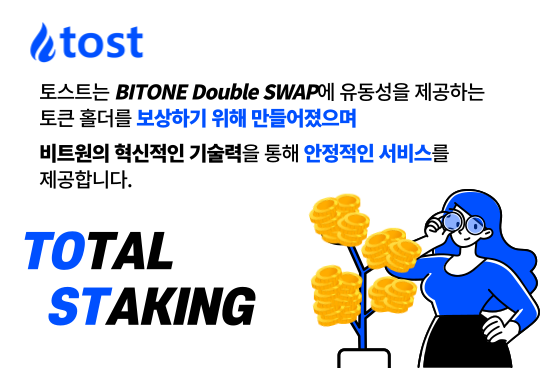 tost
토스트는 BITONE Double SWAP에 유동성을 제공하는
토큰 홀더를 보상하기 위해 만들어졌으며
비트원의 혁신적인 기술력을 통해 안정적인 서비스를
제공합니다.
TOTAL
STAKING